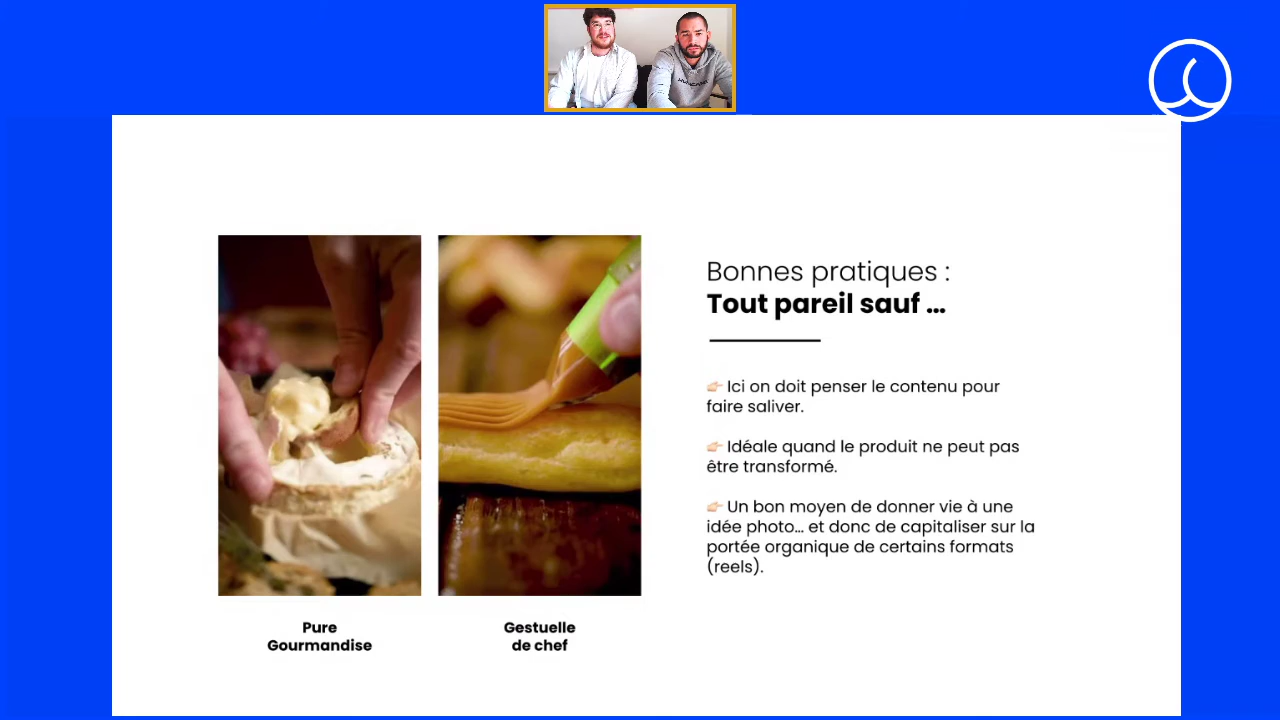 Bonnes pratiques :
Tout pareil sauf ...
👉🏻 Ici on doit penser le contenu pour
faire saliver.
👉🏻 Idéale quand le produit ne peut pas
être transformé.
👉🏻 Un bon moyen de donner vie à une
idée photo... et donc de capitaliser sur la
portée organique de certains formats
(reels).
Pure
Gourmandise
Gestuelle
de chef